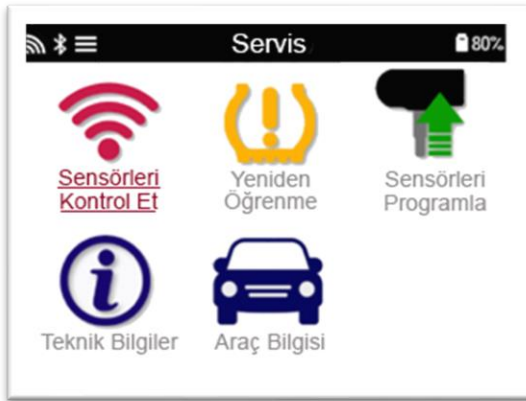 Servis
80%
Sensörleri
Kontrol Et
Yeniden
Öğrenme
Sensörleri
Programla
Teknik Bilgiler
Araç Bilgisi